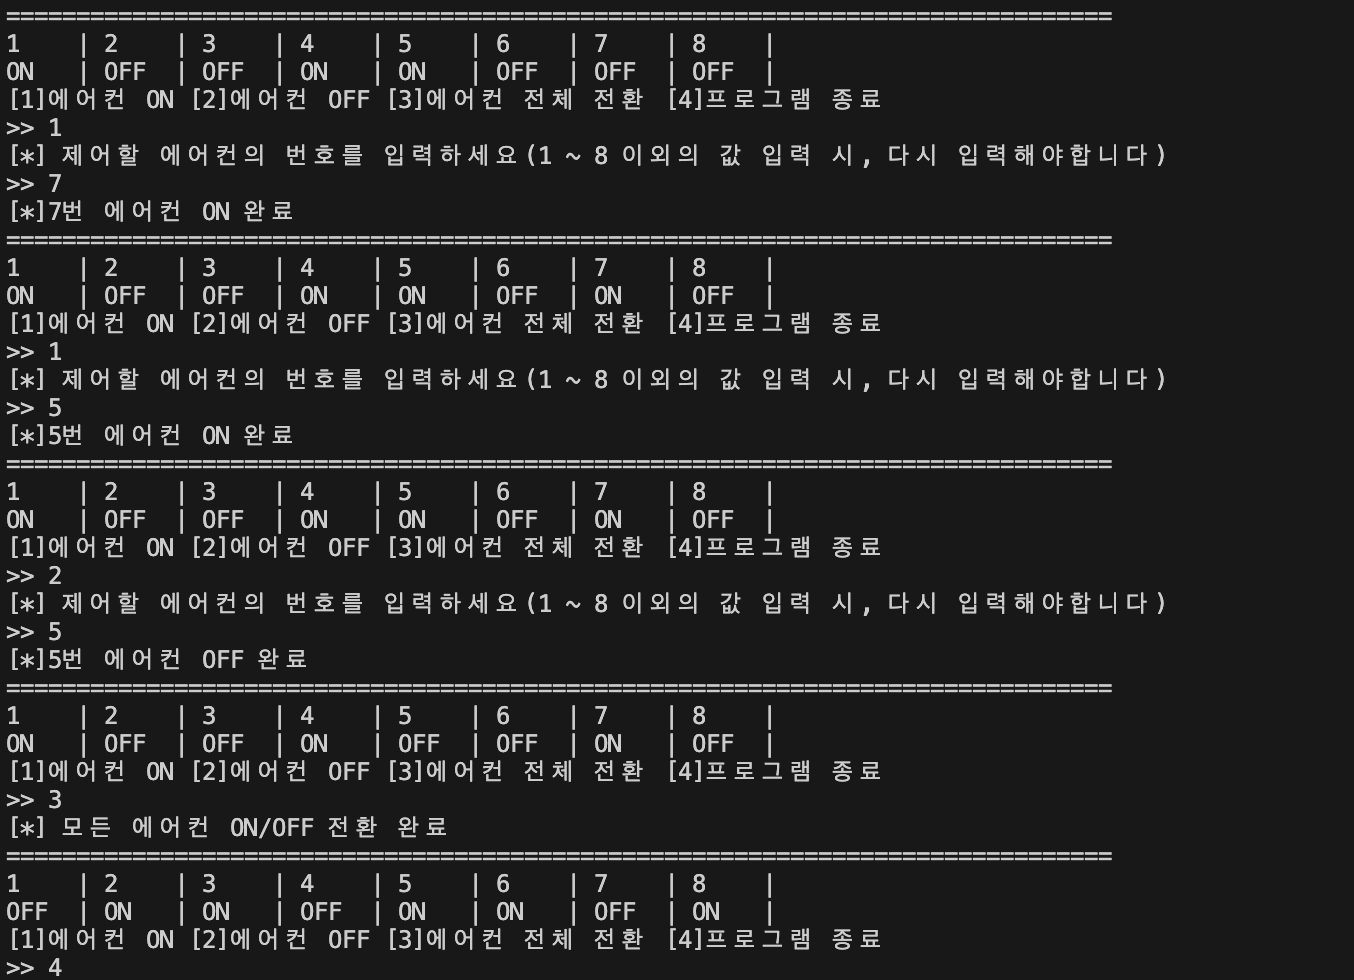 ===============================================================================
1    | 2    | 3    | 4    | 5    | 6    | 7    | 8    |
ON   | OFF  | OFF  | ON   | ON   | OFF  | OFF  | OFF  |
[1]에어컨 ON [2]에어컨 OFF [3]에어컨 전체 전환 [4]프로그램 종료
>> 1
[*] 제어할 에어컨의 번호를 입력하세요(1 ~ 8 이외의 값 입력 시, 다시 입력해야합니다)
>> 7
[*]7번 에어컨 ON 완료
===============================================================================
1    | 2    | 3    | 4    | 5    | 6    | 7    | 8    |
ON   | OFF  | OFF  | ON   | ON   | OFF  | ON   | OFF  |
[1]에어컨 ON [2]에어컨 OFF [3]에어컨 전체 전환 [4]프로그램 종료
>> 1
[*] 제어할 에어컨의 번호를 입력하세요(1 ~ 8 이외의 값 입력 시, 다시 입력해야합니다)
>> 5
[*]5번 에어컨 ON 완료
===============================================================================
1    | 2    | 3    | 4    | 5    | 6    | 7    | 8    |
ON   | OFF  | OFF  | ON   | ON   | OFF  | ON   | OFF  |
[1]에어컨 ON [2]에어컨 OFF [3]에어컨 전체 전환 [4]프로그램 종료
>> 2
[*] 제어할 에어컨의 번호를 입력하세요(1 ~ 8 이외의 값 입력 시, 다시 입력해야합니다)
>> 5
[*]5번 에어컨 OFF 완료
===============================================================================
1    | 2    | 3    | 4    | 5    | 6    | 7    | 8    |
ON   | OFF  | OFF  | ON   | OFF  | OFF  | ON   | OFF  |
[1]에어컨 ON [2]에어컨 OFF [3]에어컨 전체 전환 [4]프로그램 종료
>> 3
[*] 모든 에어컨 ON/OFF 전환 완료
===============================================================================
1    | 2    | 3    | 4    | 5    | 6    | 7    | 8    |
OFF  | ON   | ON   | OFF  | ON   | ON   | OFF  | ON   |
[1]에어컨 ON [2]에어컨 OFF [3]에어컨 전체 전환 [4]프로그램 종료
>> 4